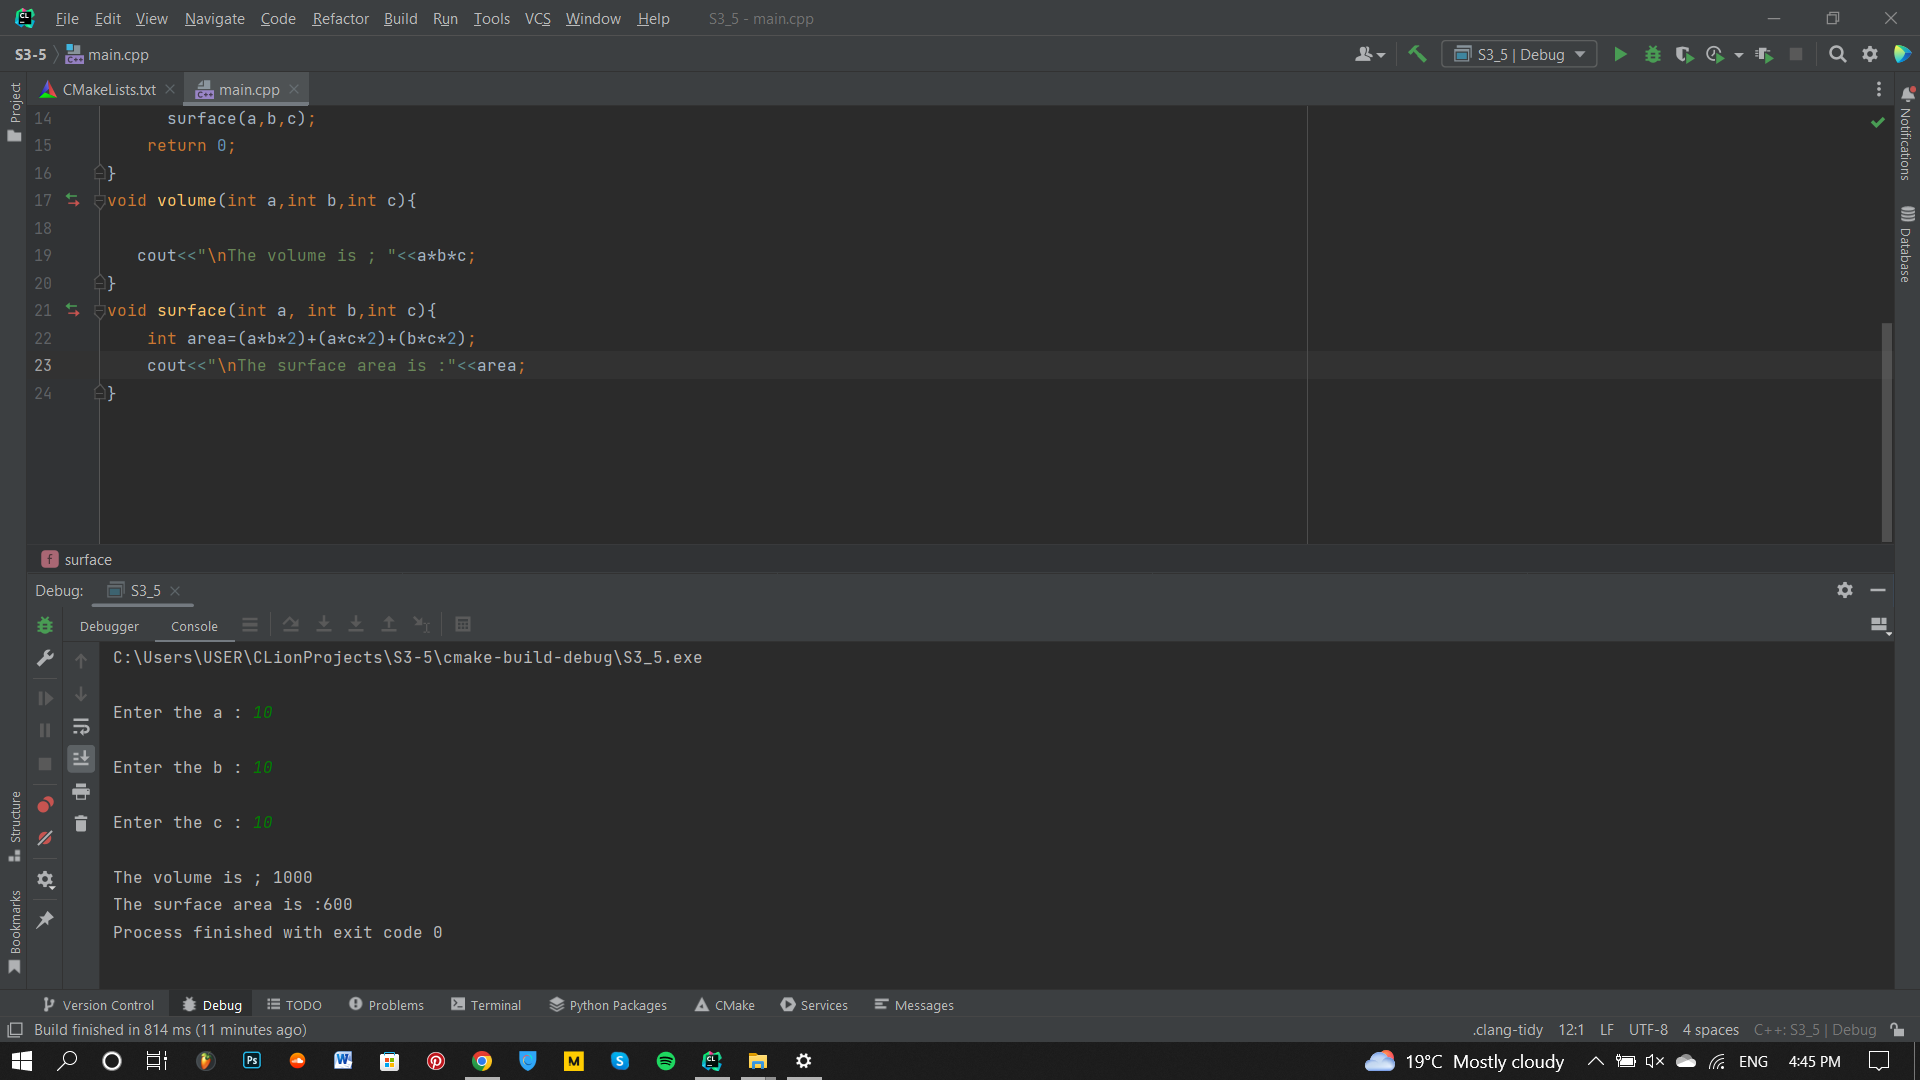 File Edit View Navigate Code Refactor Build Run Tools VCS Window Help S3_5 - main.cpp
S3-5 main.cpp S3_5 | Debug
Project CMakeLists.txt main.cpp
14 surface(a,b,c);
15 return 0;
16 }
17 void volume(int a,int b,int c){
18
19 cout<<"\nThe volume is ; "<<a*b*c;
20 }
21 void surface(int a, int b,int c){
22 int area=(a*b*2)+(a*c*2)+(b*c*2);
23 cout<<"\nThe surface area is :"<<area;
24 }
Notifications
Database
f surface
Debug: S3_5
Debugger Console
C:\Users\USER\CLionProjects\S3-5\cmake-build-debug\S3_5.exe
Enter the a : 10
Enter the b : 10
Enter the c : 10
The volume is ; 1000
The surface area is :600
Process finished with exit code 0
Structure
Bookmarks
Version Control Debug TODO Problems Terminal Python Packages CMake Services Messages
Build finished in 814 ms (11 minutes ago) .clang-tidy 12:1 LF UTF-8 4 spaces C++: S3_5 | Debug
Ps W M S CL 19°C Mostly cloudy ENG 4:45 PM